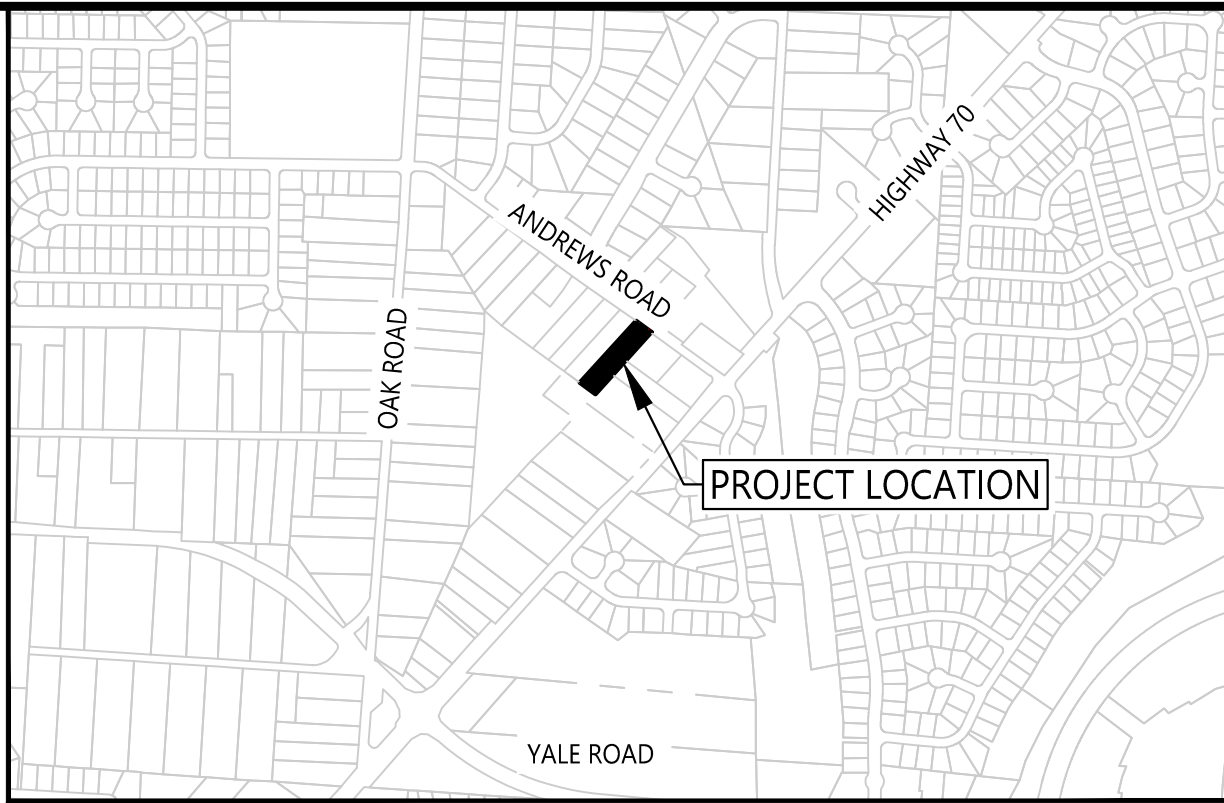 HIGHWAY 70
ANDREWS ROAD
OAK ROAD
PROJECT LOCATION
YALE ROAD